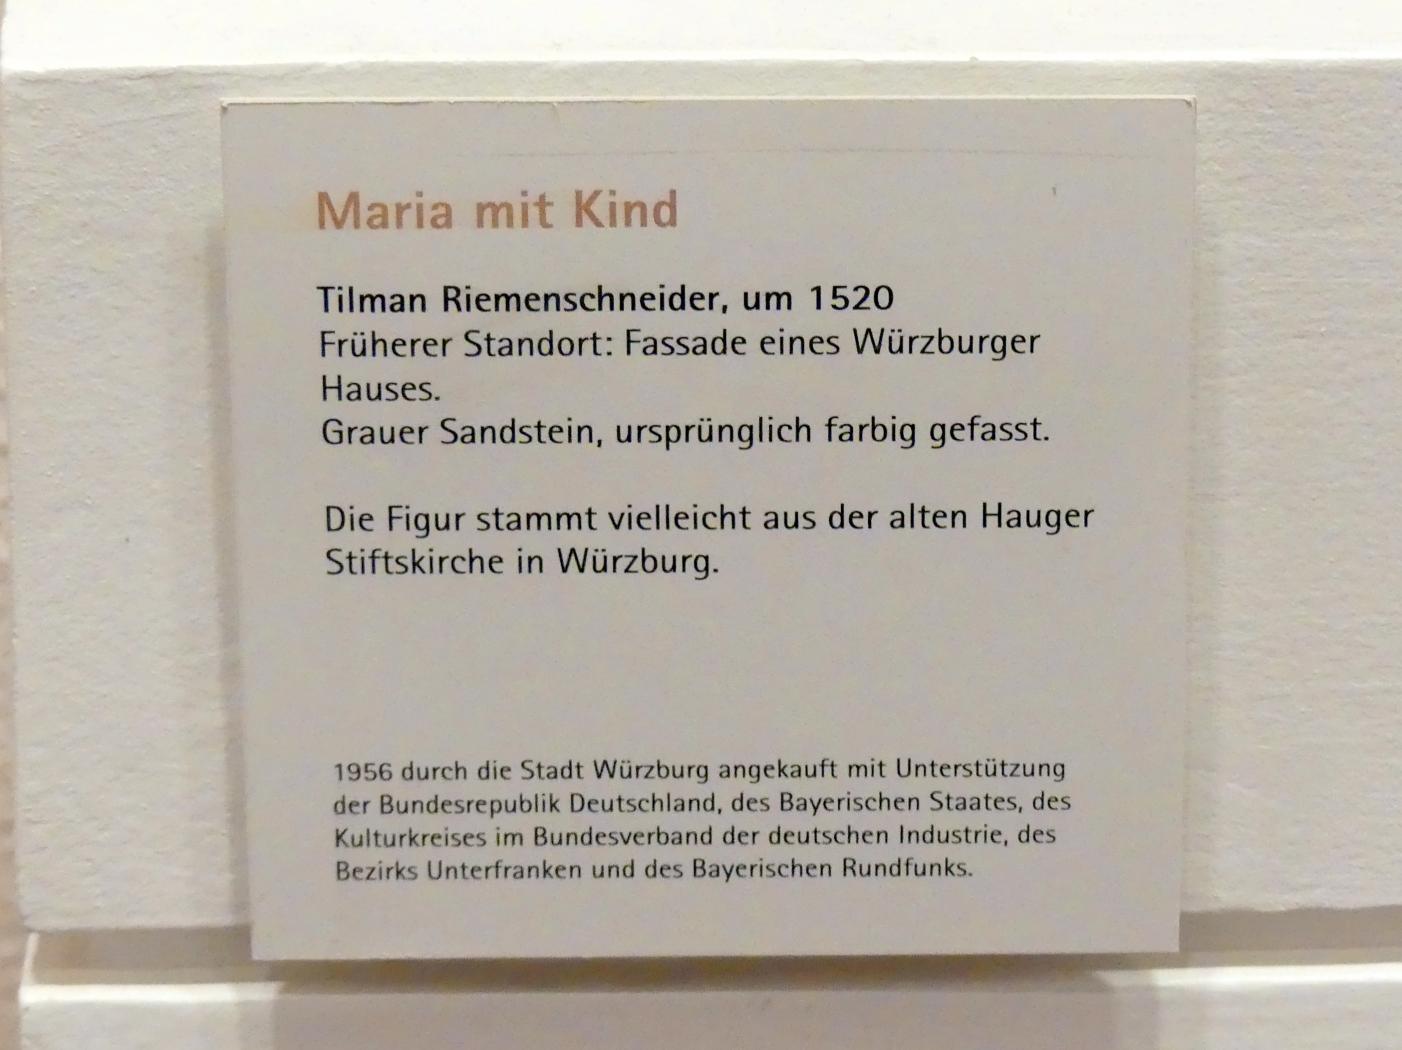 Maria mit Kind
Tilman Riemenschneider, um 1520
Früherer Standort: Fassade eines Würzburger
Hauses.
Grauer Sandstein, ursprünglich farbig gefasst.
Die Figur stammt vielleicht aus der alten Hauger
Stiftskirche in Würzburg.
1956 durch die Stadt Würzburg angekauft mit Unterstützung
der Bundesrepublik Deutschland, des Bayerischen Staates, des
Kulturkreises im Bundesverband der deutschen Industrie, des
Bezirks Unterfranken und des Bayerischen Rundfunks.